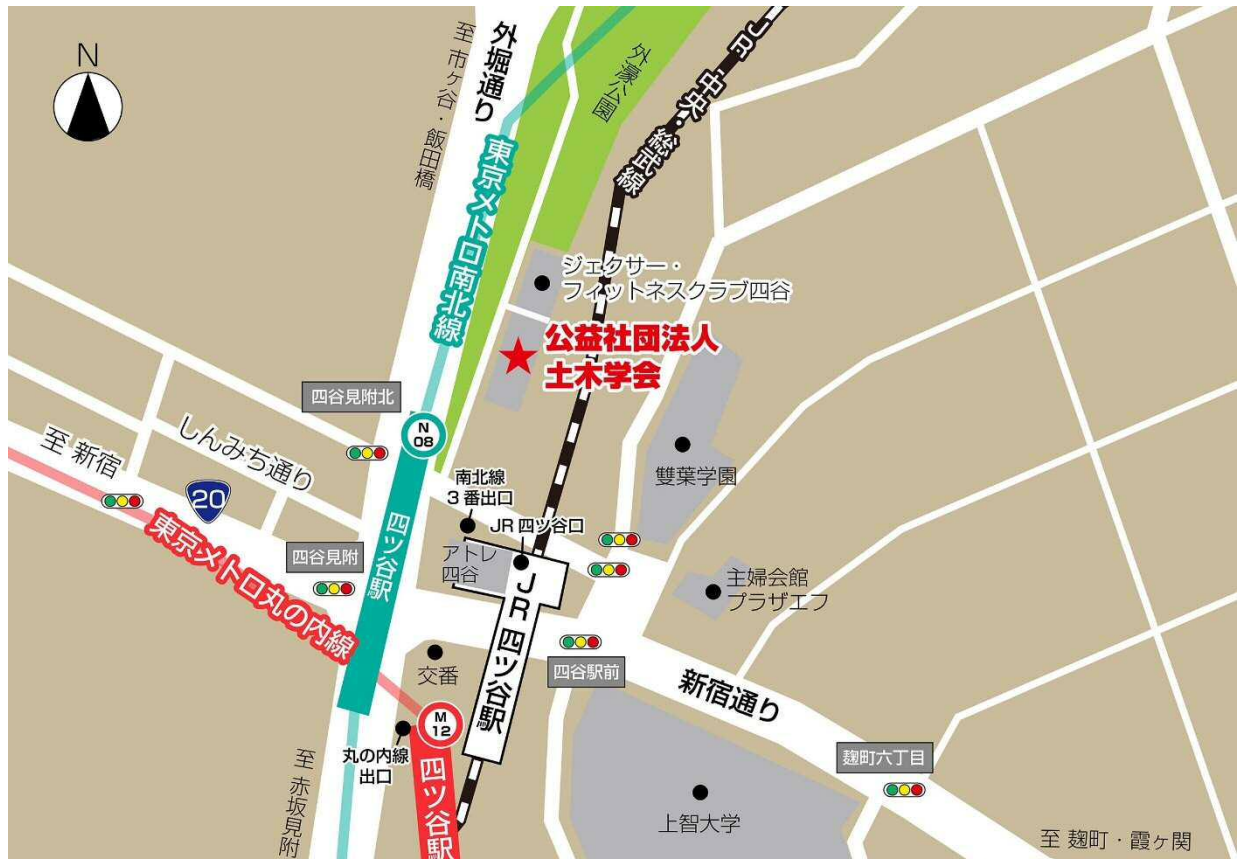 N
至 市ヶ谷・飯田橋
外堀通り
東京メトロ南北線
外濠公園
JR・中央・総武線
ジェクサー・
フィットネスクラブ四谷
公益社団法人
土木学会
四谷見附北
N
08
しんみち通り
至 新宿
20
東京メトロ丸の内線
四谷見附
四ツ谷駅
南北線
3番出口
JR 四ツ谷口
アトレ
四谷
JR 四ツ谷駅
雙葉学園
主婦会館
プラザエフ
交番
四谷駅前
新宿通り
M
12
丸の内線
出口
四ツ谷駅
至 赤坂見附
上智大学
麹町六丁目
至 麹町・霞ヶ関